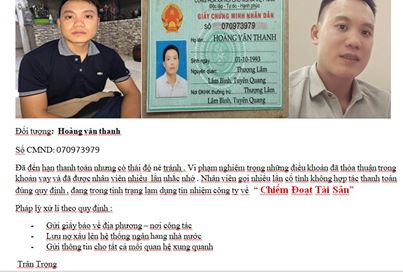 GIẤY CHỨNG MINH NHÂN DÂN
SỐ 070973979
Họ tên: HOÀNG VĂN THANH
Sinh ngày: 01-10-1993
Nguyên quán: Thượng Lâm
Lâm Bình, Tuyên Quang
Nơi ĐKHK thường trú: Thượng Lâm
Lâm Bình, Tuyên Quang
Đối tượng: Hoàng văn thanh
Số CMND: 070973979
Đã đến hạn thanh toán nhưng có thái độ né tránh . Vi phạm nghiêm trọng những điều khoản đã thỏa thuận trong
khoản vay và đã được nhân viên nhiều lần nhắc nhở . Nhân viên gọi nhiều lần cố tình không hợp tác thanh toán
đúng quy định , đang trong tình trạng lạm dụng tín nhiệm công ty về “ Chiếm Đoạt Tài Sản”
Pháp lý xử lí theo quy định :
- Gửi giấy báo về địa phương – nơi công tác
- Lưu nợ xấu lên hệ thống ngân hang nhà nước
- Gửi thông tin cho tất cả mối quan hệ xung quanh
Trân Trọng